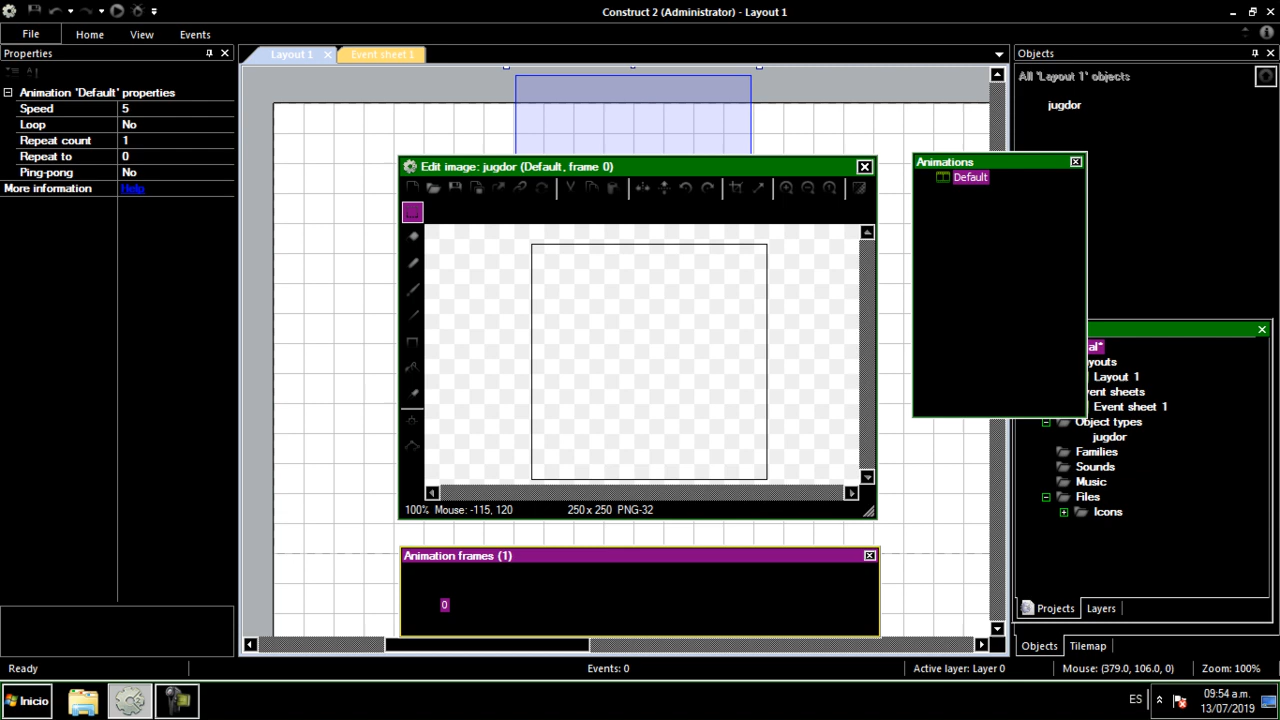 Construct 2 (Administrator) - Layout 1
File Home View Events
Properties
Animation 'Default' properties
Speed 5
Loop No
Repeat count 1
Repeat to 0
Ping-pong No
More information Help
Layout 1
Event sheet 1
Edit image: jugdor (Default, frame 0)
100% Mouse: -115, 120 250 x 250 PNG-32
Animation frames (1)
0
Animations
Default
Objects
All 'Layout 1' objects
jugdor
Layout 1
Event sheet 1
Object types
jugdor
Families
Sounds
Music
Files
Icons
Projects Layers
Objects Tilemap
Ready Events: 0 Active layer: Layer 0 Mouse: (379.0, 106.0, 0) Zoom: 100%
Inicio
ES
09:54 a.m.
13/07/2019